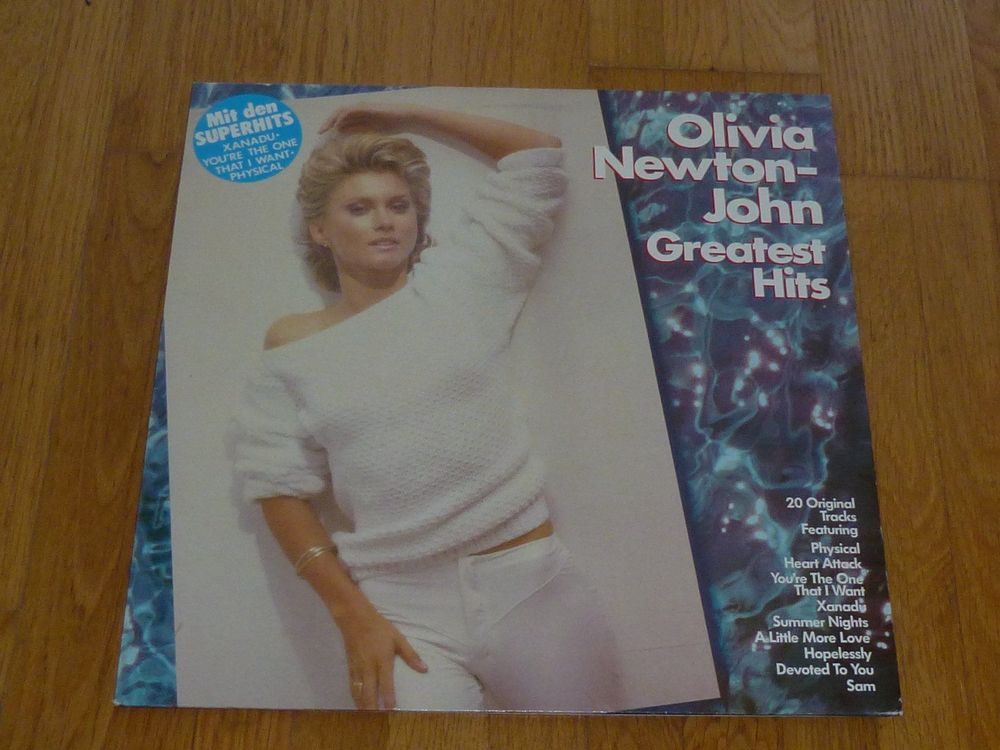 Mit den
SUPERHITS
XANADU·
YOU'RE THE ONE
THAT I WANT·
PHYSICAL
Olivia
Newton-
John
Greatest
Hits
20 Original
Tracks
Featuring
Physical
Heart Attack
You're The One
That I Want
Xanadu
Summer Nights
A Little More Love
Hopelessly
Devoted To You
Sam